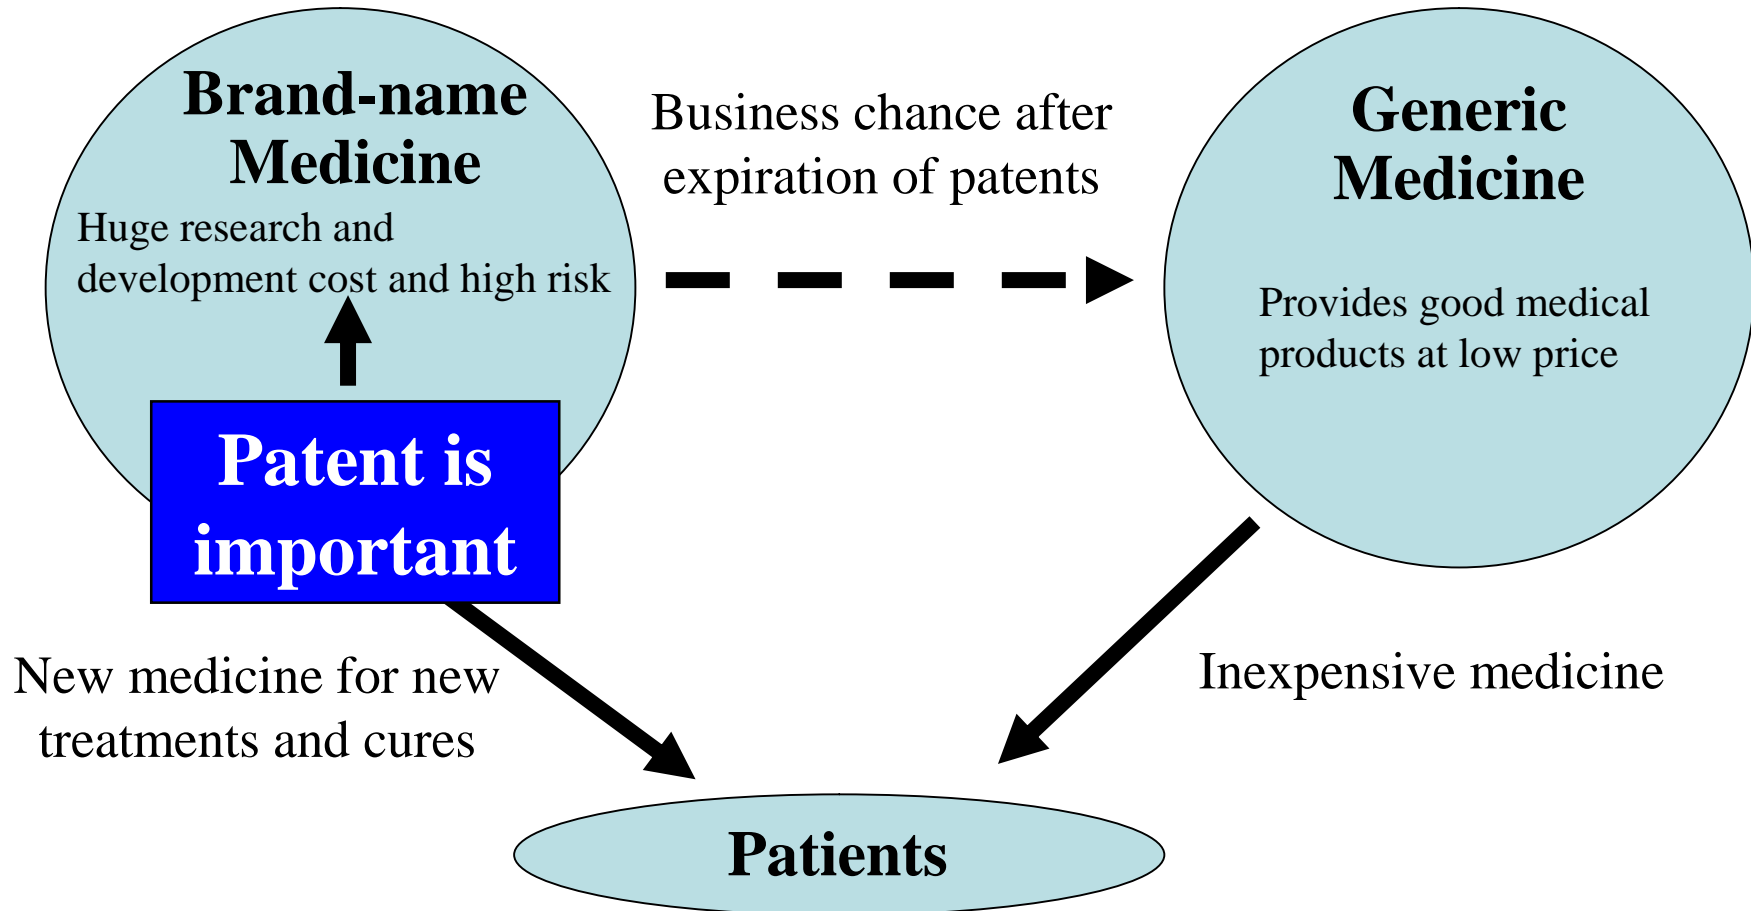 Brand-name
Medicine
Huge research and
development cost and high risk
Patent is
important
Business chance after
expiration of patents
Generic
Medicine
Provides good medical
products at low price
New medicine for new
treatments and cures
Inexpensive medicine
Patients